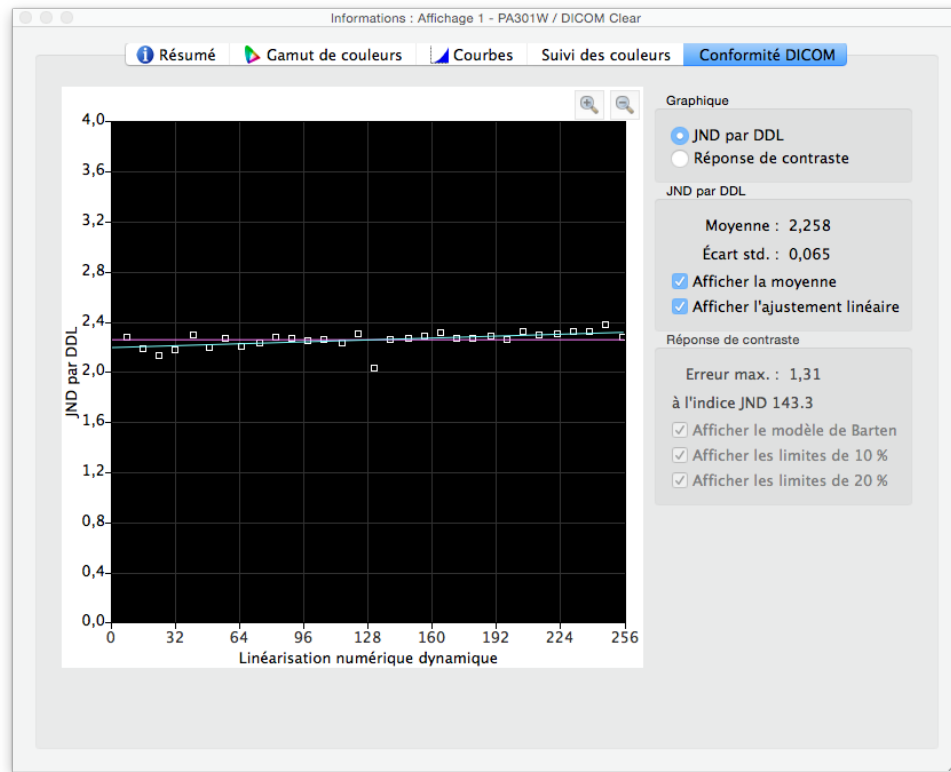 Informations : Affichage 1 - PA301W / DICOM Clear
Résumé
Gamut de couleurs
Courbes
Suivi des couleurs
Conformité DICOM
4,0
3,6
3,2
2,8
2,4
2,0
1,6
1,2
0,8
0,4
0,0
JND par DDL
0 32 64 96 128 160 192 224 256
Linéarisation numérique dynamique
Graphique
JND par DDL
Réponse de contraste
JND par DDL
Moyenne : 2,258
Écart std. : 0,065
Afficher la moyenne
Afficher l'ajustement linéaire
Réponse de contraste
Erreur max. : 1,31
à l'indice JND 143.3
Afficher le modèle de Barten
Afficher les limites de 10 %
Afficher les limites de 20 %